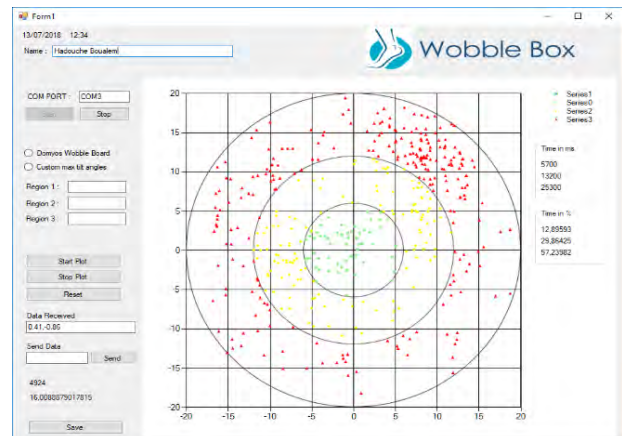 Form1
13/07/2018 12:34
Name : Hadouche Boualem
Wobble Box
COM PORT : COM3
Stop
Domyos Wobble Board
Custom max tilt angles
Region 1 :
Region 2 :
Region 3 :
Start Plot
Stop Plot
Reset
Data Received
0.41,-0.86
Send Data
Send
4924
16,0088879017815
Save
20
15
10
5
0
-5
-10
-15
-20
-20 -15 -10 -5 0 5 10 15 20
Series1
Series0
Series2
Series3
Time in ms
5700
13200
25300
Time in %
12,89593
29,86425
57,23982